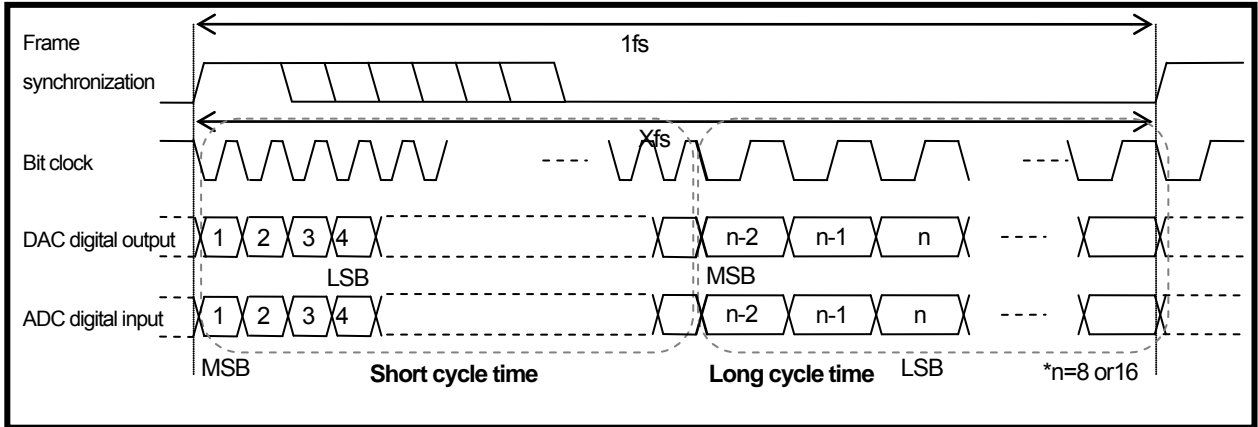 Frame
1fs
synchronization
Xfs
Bit clock
DAC digital output 1 2 3 4 n-2 n-1 n
LSB MSB
ADC digital input 1 2 3 4 n-2 n-1 n
MSB Short cycle time Long cycle time LSB *n=8 or16